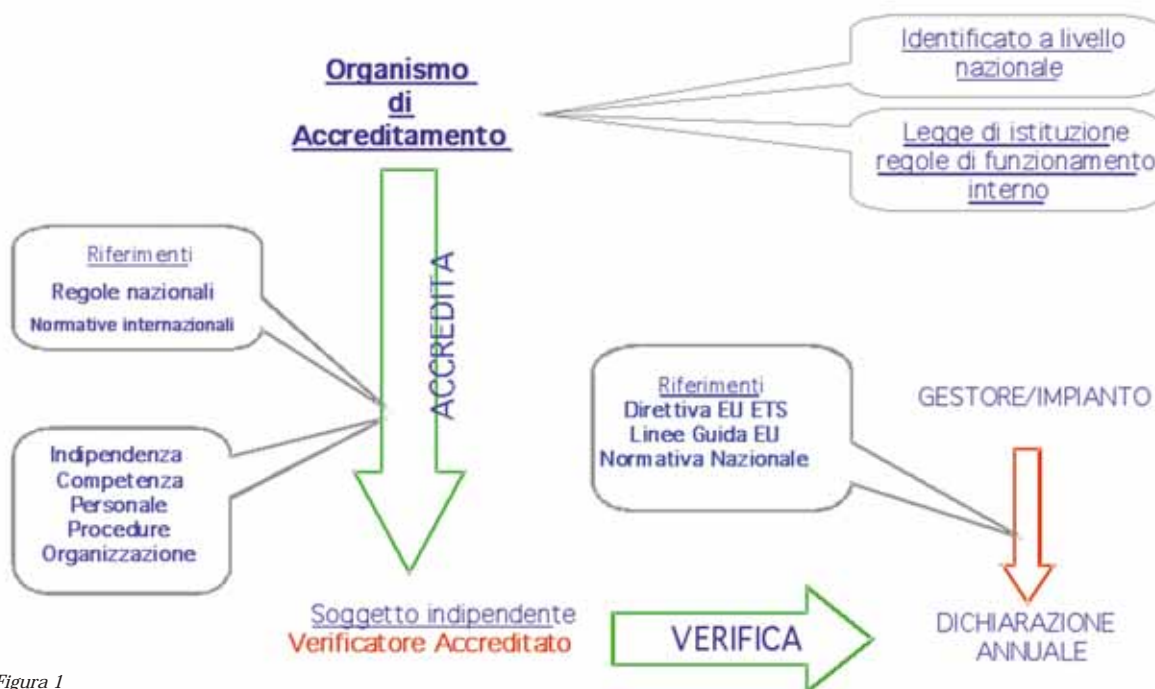 Organismo
di
Accreditamento
Identificato a livello
nazionale
Legge di istituzione
regole di funzionamento
interno
ACCREDITA
Riferimenti
Regole nazionali
Normative internazionali
Indipendenza
Competenza
Personale
Procedure
Organizzazione
Riferimenti
Direttiva EU ETS
Linee Guida EU
Normativa Nazionale
GESTORE/IMPIANTO
Soggetto indipendente
Verificatore Accreditato
VERIFICA
DICHIARAZIONE
ANNUALE
Figura 1